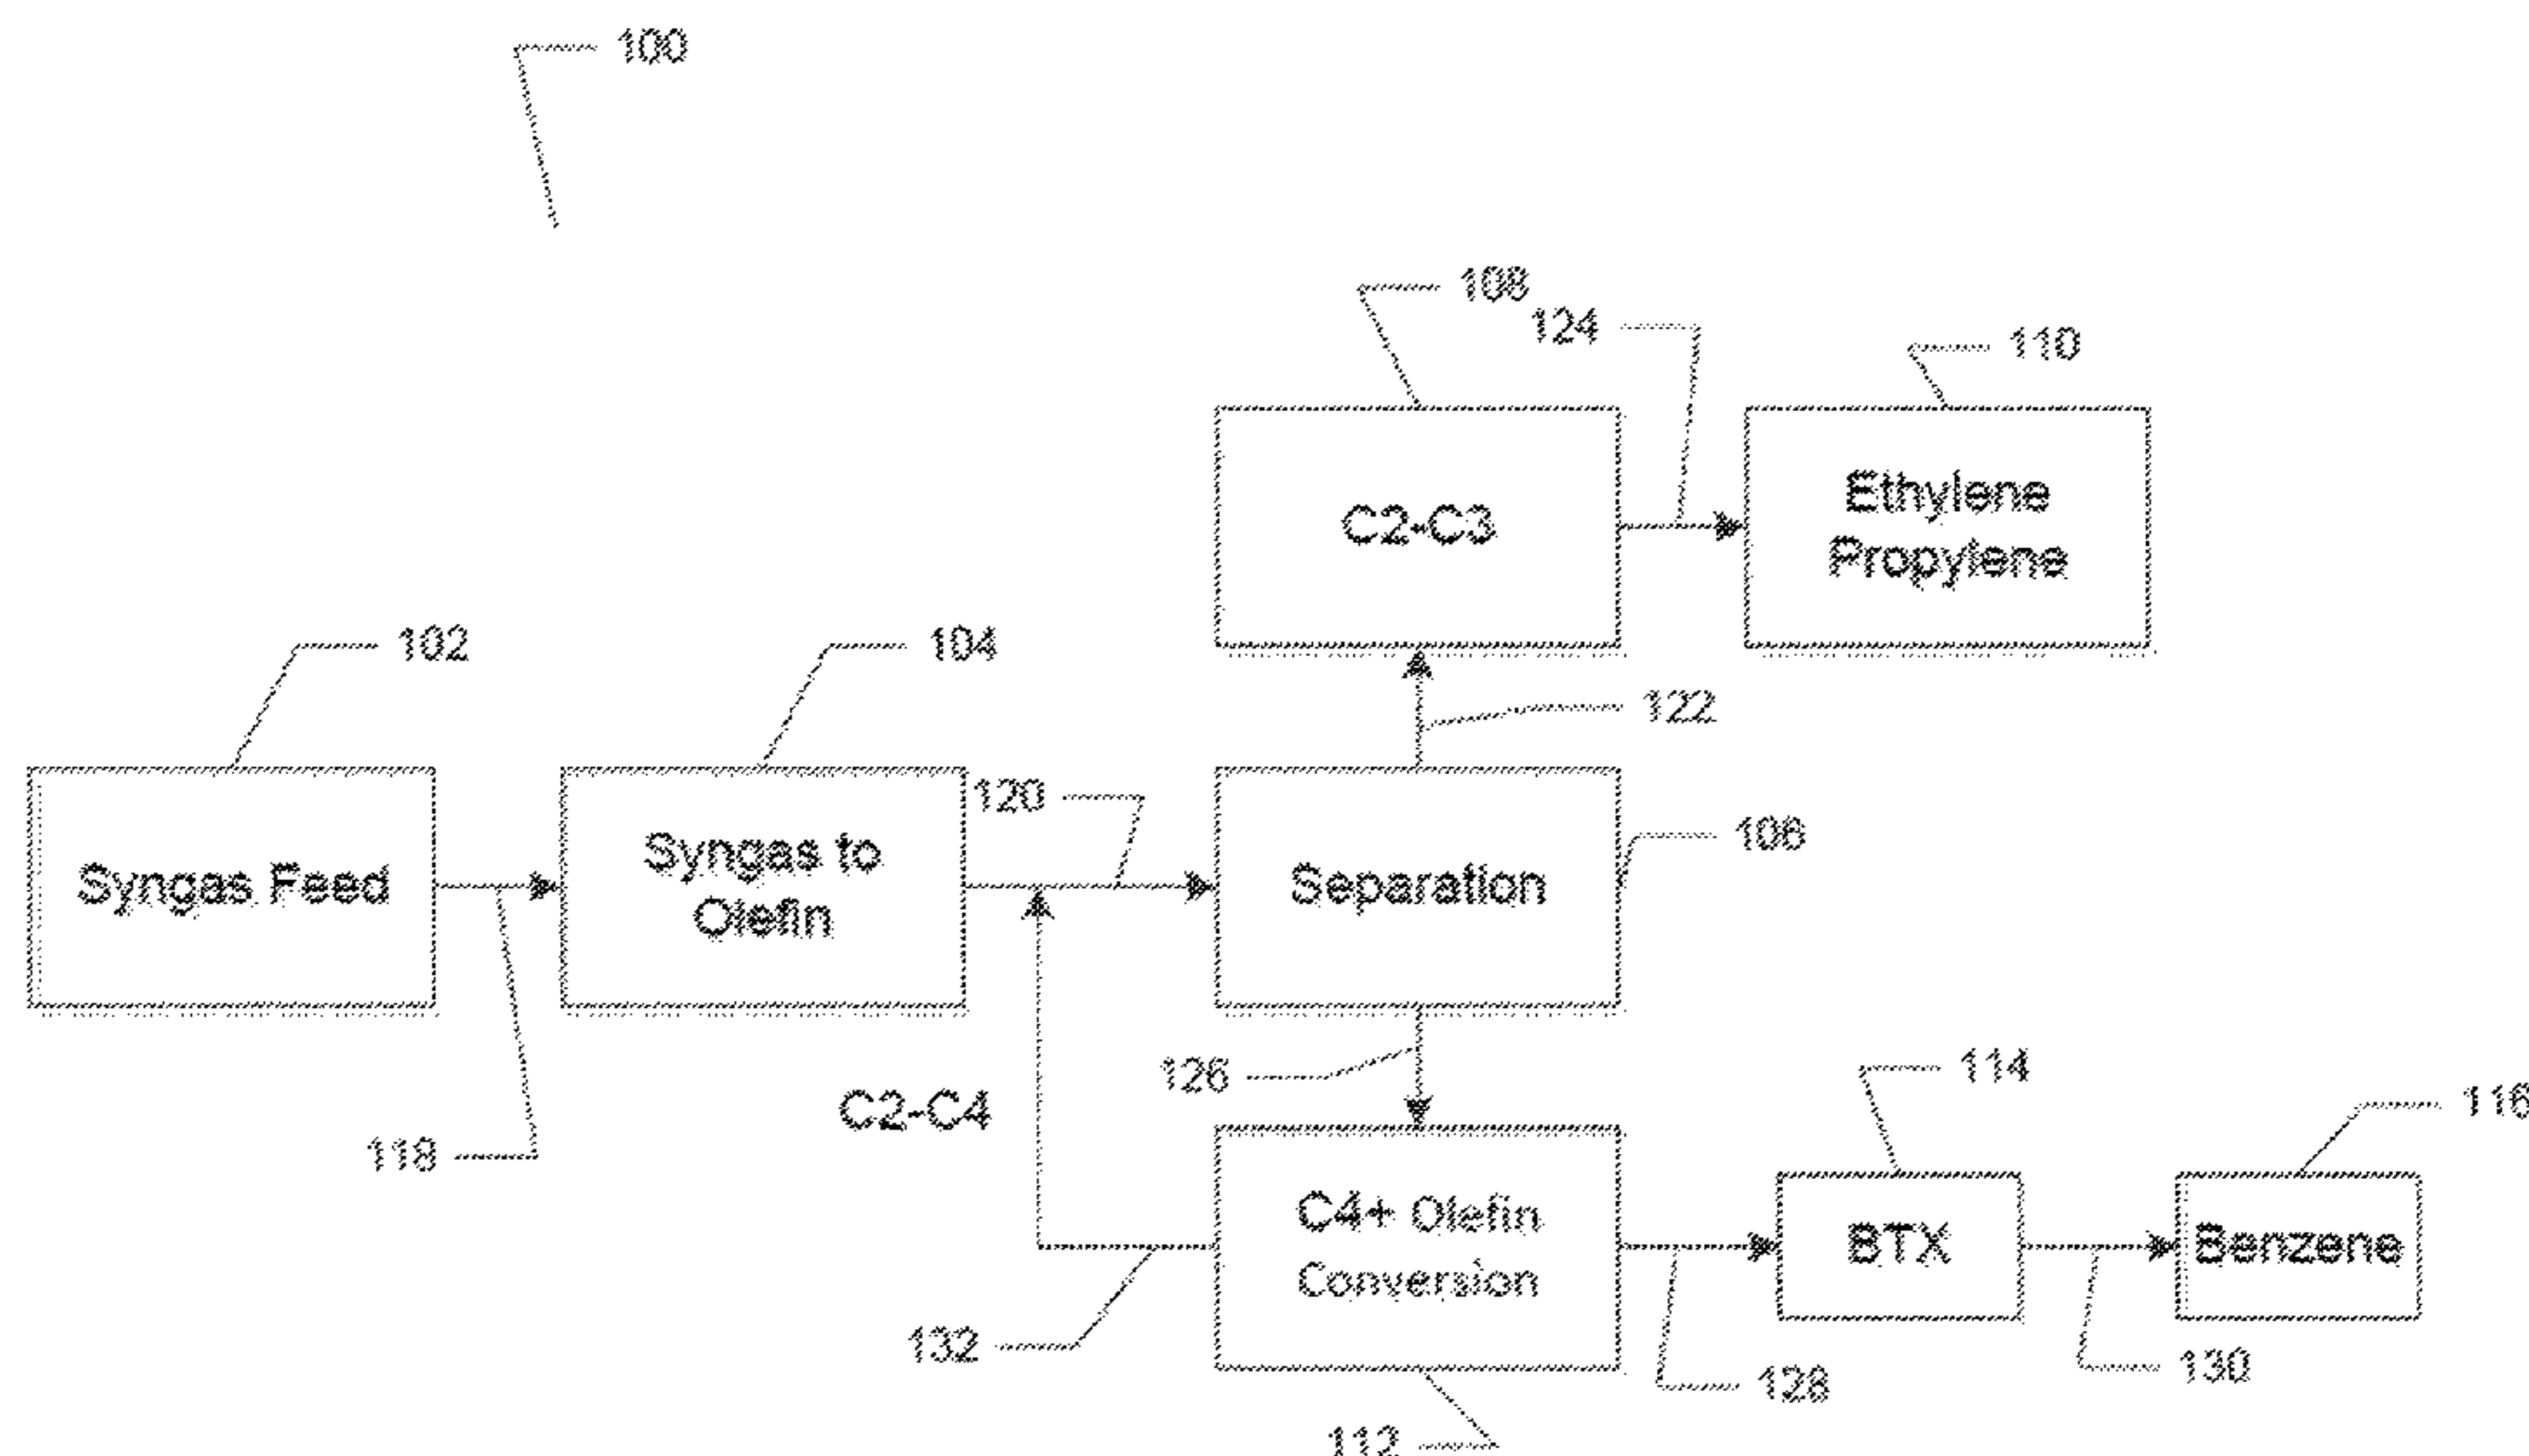 100
108
124
110
C2-C3
Ethylene
Propylene
102
104
122
120
106
Syngas Feed
Syngas to
Olefin
Separation
126
114
116
C2-C4
118
C4+ Olefin
Conversion
BTX
Benzene
132
128
130
112